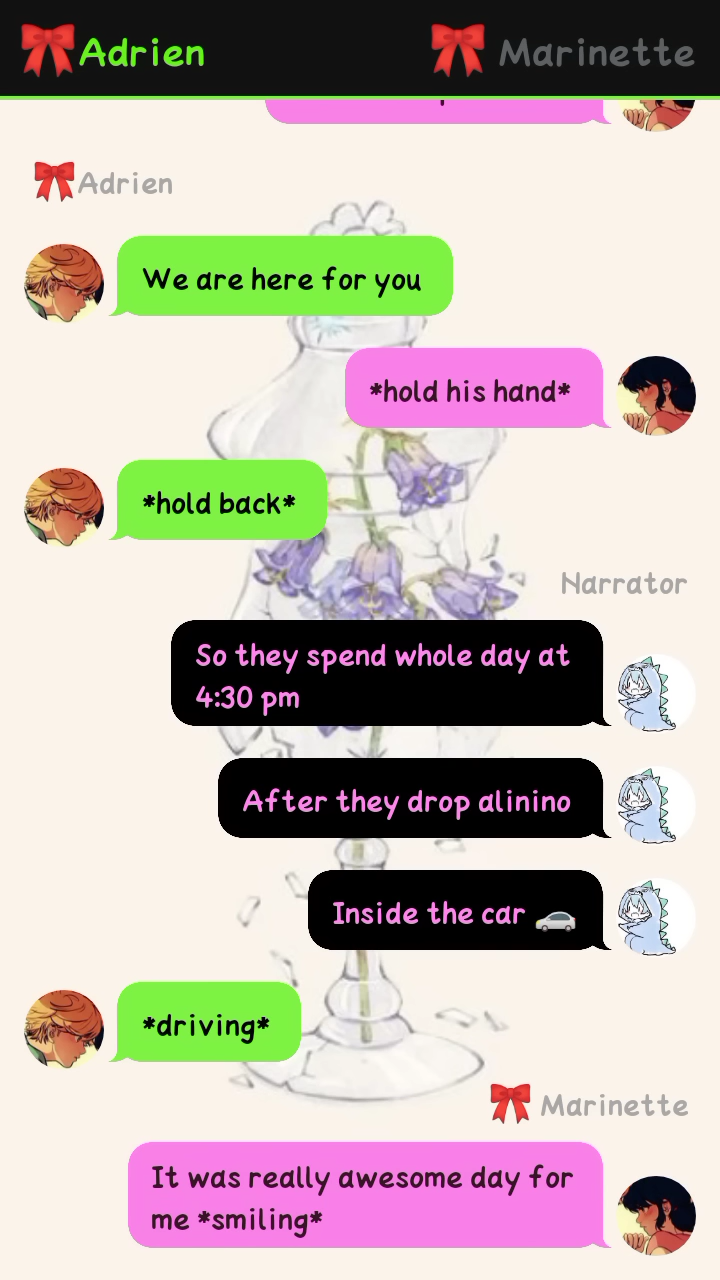 Adrien
Marinette
Adrien
We are here for you
*hold his hand*
*hold back*
Narrator
So they spend whole day at
4:30 pm
After they drop alinino
Inside the car
*driving*
Marinette
It was really awesome day for
me *smiling*